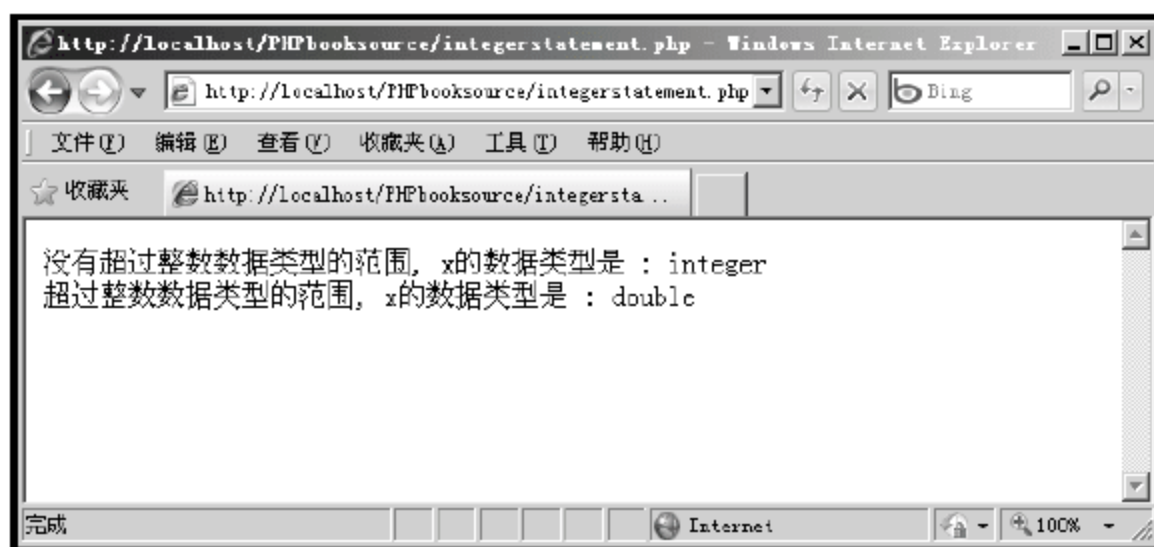 http://localhost/PHPbooksource/integerstatement.php - Windows Internet Explorer
http://localhost/PHPbooksource/integerstatement.php
Bing
文件(F) 编辑(E) 查看(V) 收藏夹(A) 工具(T) 帮助(H)
收藏夹 http://localhost/PHPbooksource/integersta...
没有超过整数数据类型的范围, x的数据类型是 : integer
超过整数数据类型的范围, x的数据类型是 : double
完成 Internet 100%